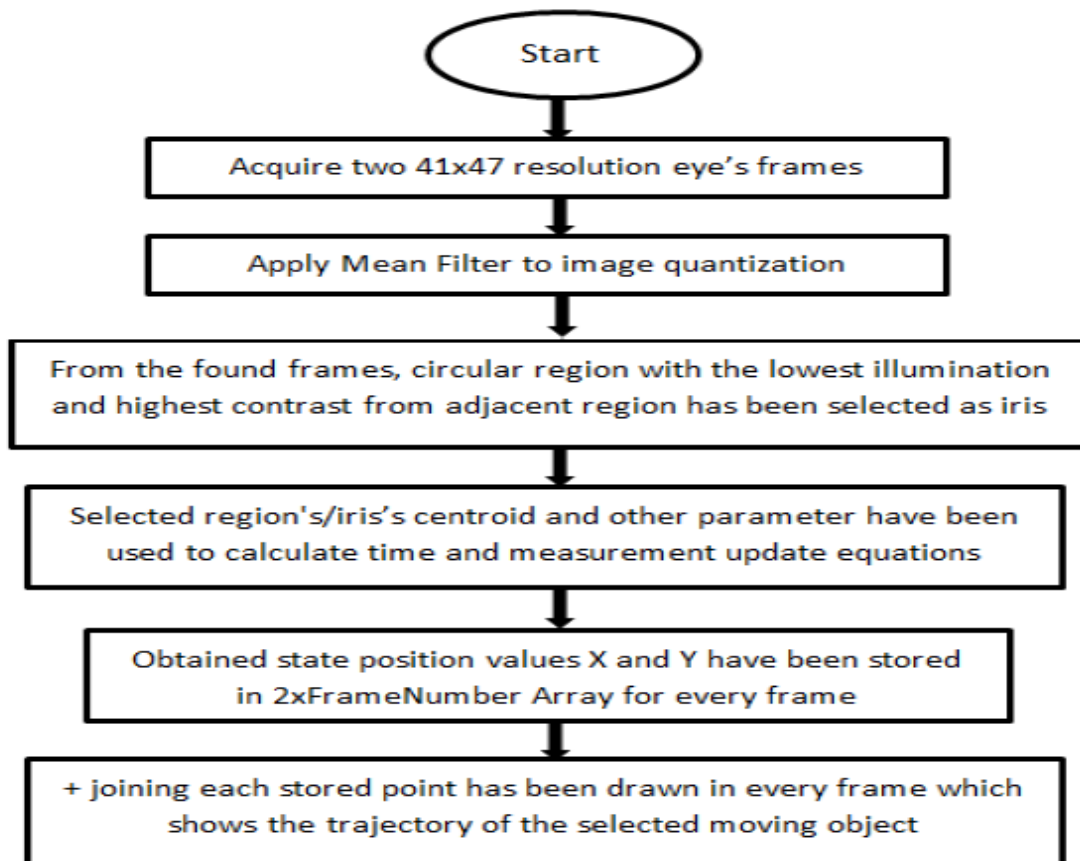 Start
Acquire two 41x47 resolution eye’s frames
Apply Mean Filter to image quantization
From the found frames, circular region with the lowest illumination
and highest contrast from adjacent region has been selected as iris
Selected region's/iris’s centroid and other parameter have been
used to calculate time and measurement update equations
Obtained state position values X and Y have been stored
in 2xFrameNumber Array for every frame
+ joining each stored point has been drawn in every frame which
shows the trajectory of the selected moving object